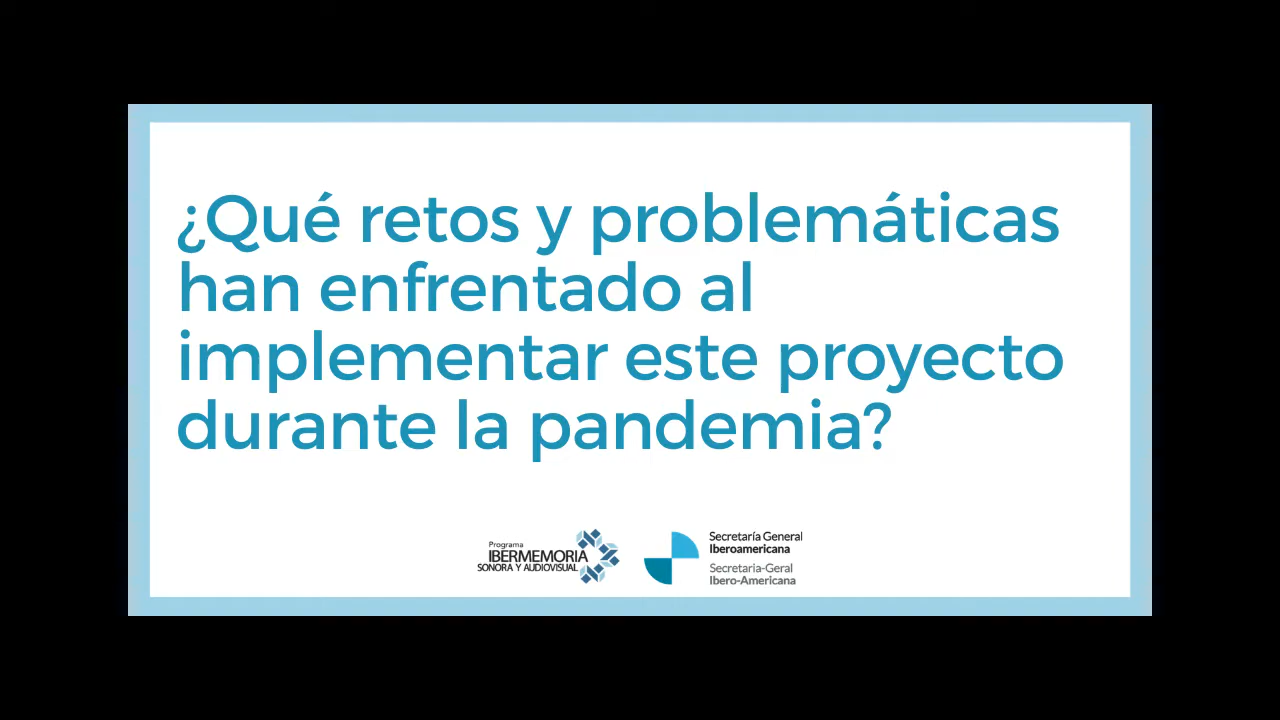 ¿Qué retos y problemáticas
han enfrentado al
implementar este proyecto
durante la pandemia?
Programa
IBERMEMORIA
SONORA Y AUDIOVISUAL
Secretaría General
Iberoamericana
Secretaria-Geral
Ibero-Americana